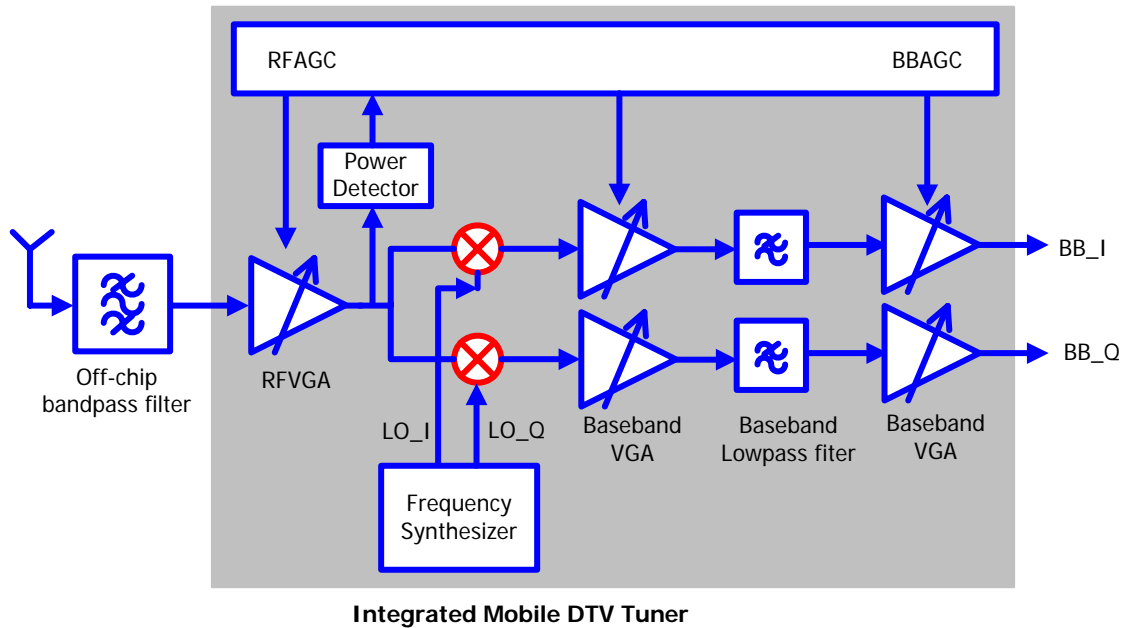 RFAGC
BBAGC
Power
Detector
BB_I
Off-chip
bandpass filter
RFVGA
BB_Q
LO_I
LO_Q
Baseband
VGA
Baseband
Lowpass fiter
Baseband
VGA
Frequency
Synthesizer
Integrated Mobile DTV Tuner